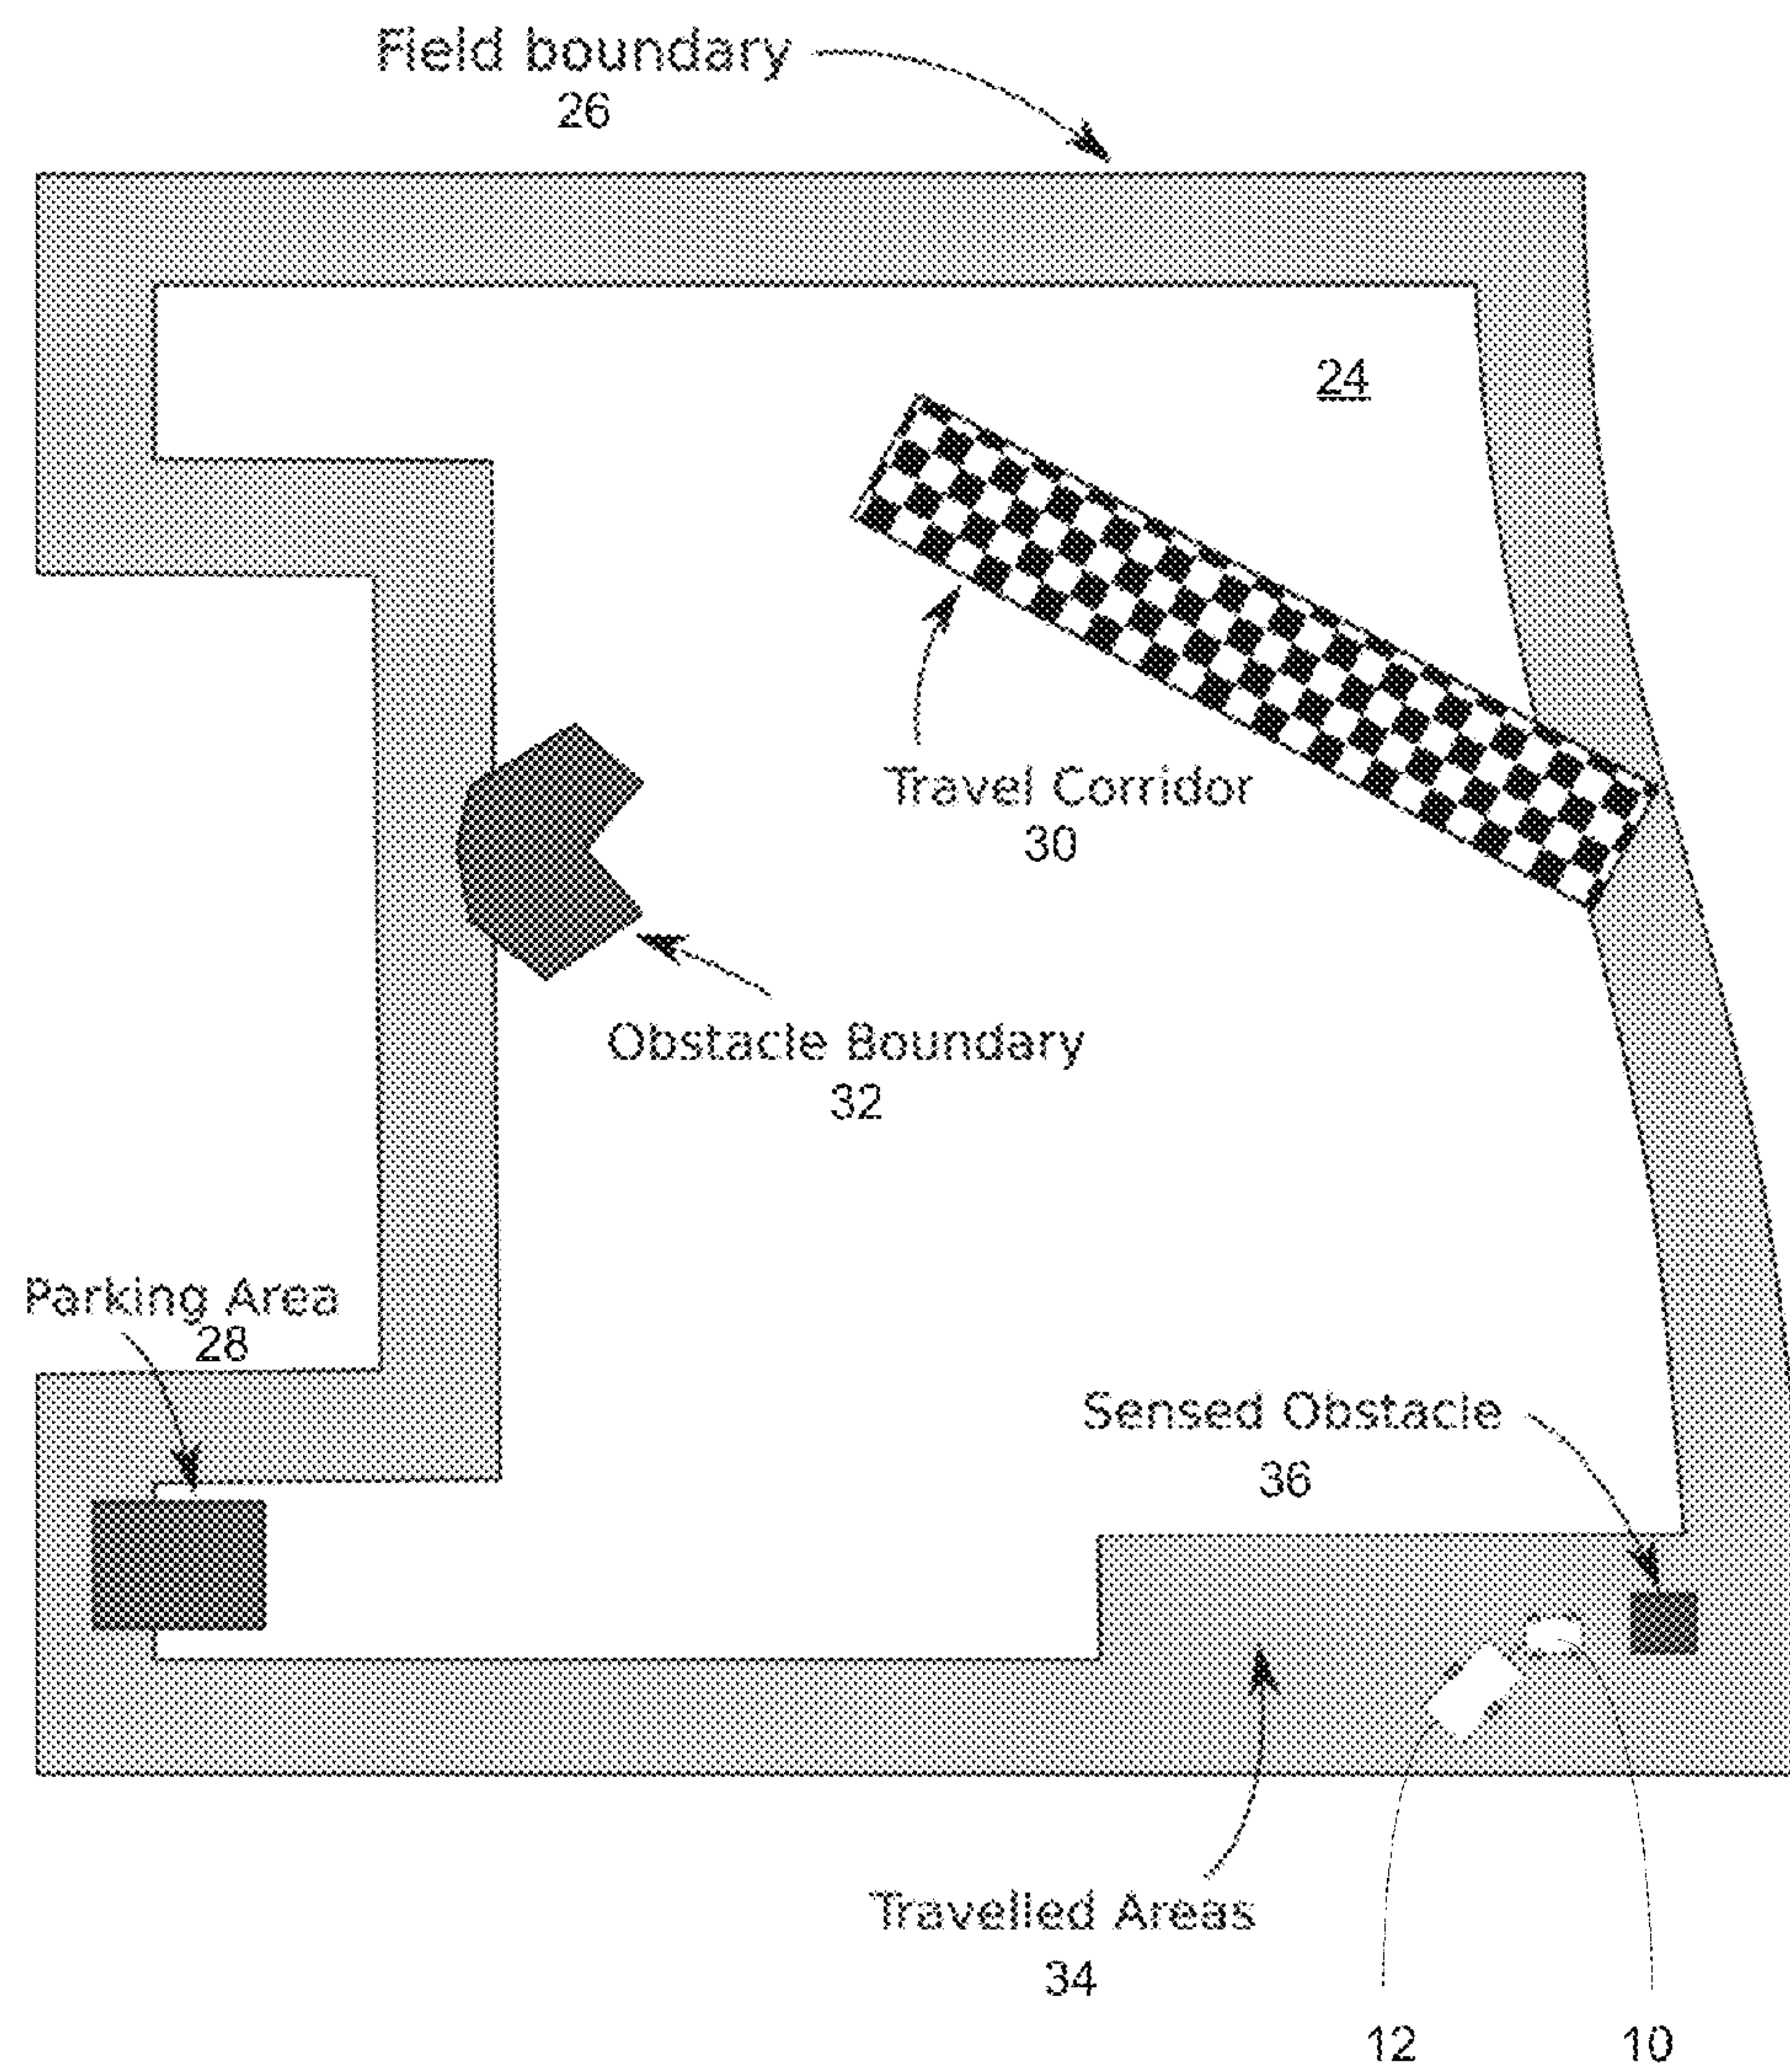 Field boundary
26
24
Travel Corridor
30
Obstacle Boundary
32
Parking Area
28
Sensed Obstacle
36
Travelled Areas
34
12
10